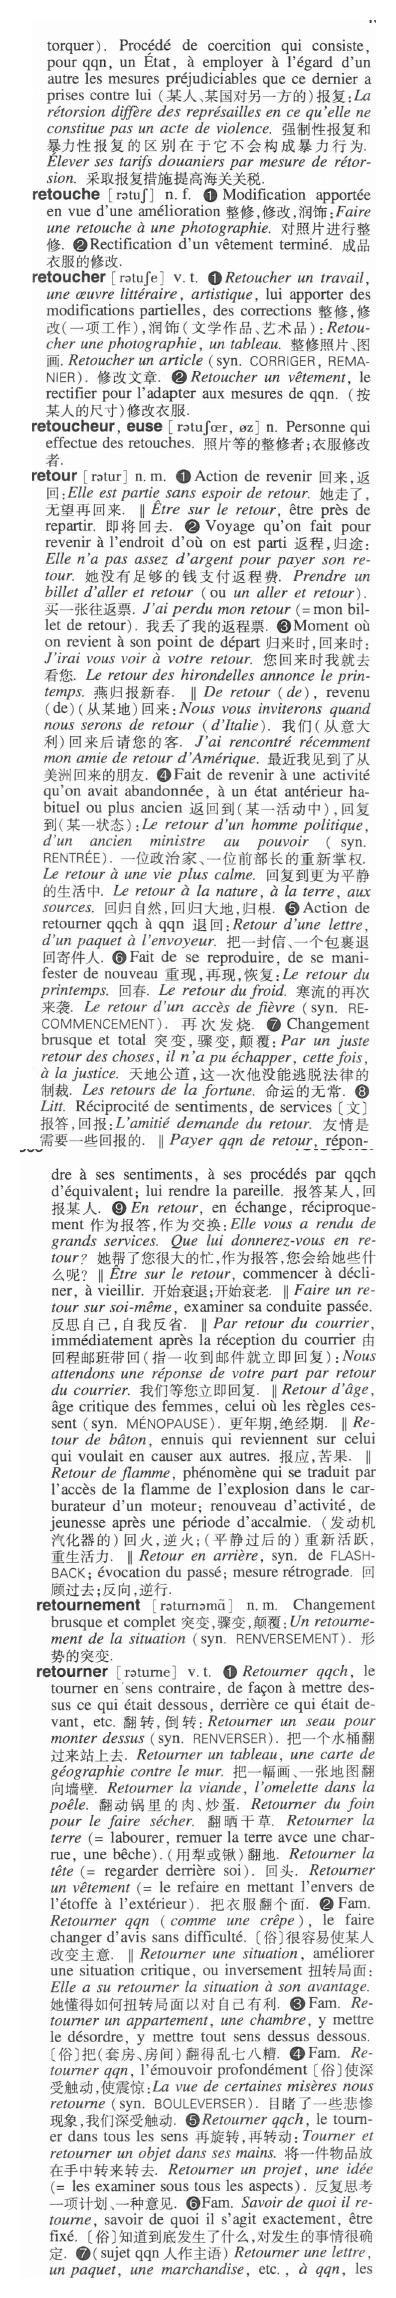 torquer). Procédé de coercition qui consiste,
pour qqn, un État, à employer à l'égard d'un
autre les mesures préjudiciables que ce dernier a
prises contre lui (某人、某国对另一方的)报复:La
rétorsion diffère des représailles en ce qu'elle ne
constitue pas un acte de violence. 强制性报复和
暴力性报复的区别在于它不会构成暴力行为.
Élever ses tarifs douaniers par mesure de rétor-
sion. 采取报复措施提高海关关税.
retouche [rətuʃ] n. f. ❶ Modification apportée
en vue d'une amélioration 整修,修改,润饰:Faire
une retouche à une photographie. 对照片进行整
修. ❷Rectification d'un vêtement terminé. 成品
衣服的修改.
retoucher [rətuʃe] v. t. ❶Retoucher un travail,
une œuvre littéraire, artistique, lui apporter des
modifications partielles, des corrections 整修,修
改(一项工作),润饰(文学作品、艺术品):Retou-
cher une photographie, un tableau. 整修照片、图
画. Retoucher un article (syn. CORRIGER, REMA-
NIER). 修改文章. ❷ Retoucher un vêtement, le
rectifier pour l'adapter aux mesures de qqn. (按
某人的尺寸)修改衣服.
retoucheur, euse [rətuʃœr, øz] n. Personne qui
effectue des retouches. 照片等的整修者;衣服修改
者.
retour [rətur] n. m. ❶ Action de revenir 回来,返
回:Elle est partie sans espoir de retour. 她走了,
无望再回来. ‖ Être sur le retour, être près de
repartir. 即将回去. ❷ Voyage qu'on fait pour
revenir à l'endroit d'où on est parti 返程,归途:
Elle n'a pas assez d'argent pour payer son re-
tour. 她没有足够的钱支付返程费. Prendre un
billet d'aller et retour (ou un aller et retour).
买一张往返票. J'ai perdu mon retour (=mon bil-
let de retour). 我丢了我的返程票. ❸Moment où
on revient à son point de départ 归来时,回来时:
J'irai vous voir à votre retour. 您回来时我就去
看您. Le retour des hirondelles annonce le prin-
temps. 燕归报新春. ‖ De retour (de), revenu
(de)(从某地)回来:Nous vous inviterons quand
nous serons de retour (d'Italie). 我们(从意大
利)回来后请您的客. J'ai rencontré récemment
mon amie de retour d'Amérique. 最近我见到了从
美洲回来的朋友. ❹Fait de revenir à une activité
qu'on avait abandonnée, à un état antérieur ha-
bituel ou plus ancien 返回到(某一活动中),回复
到(某一状态):Le retour d'un homme politique,
d'un ancien ministre au pouvoir (syn.
RENTRÉE). 一位政治家、一位前部长的重新掌权.
Le retour à une vie plus calme. 回复到更为平静
的生活中. Le retour à la nature, à la terre, aux
sources. 回归自然,回归大地,归根. ❺Action de
retourner qqch à qqn 退回:Retour d'une lettre,
d'un paquet à l'envoyeur. 把一封信、一个包裹退
回寄件人. ❻Fait de se reproduire, de se mani-
fester de nouveau 重现,再现,恢复:Le retour du
printemps. 回春. Le retour du froid. 寒流的再次
来袭. Le retour d'un accès de fièvre (syn. RE-
COMMENCEMENT). 再次发烧. ❼ Changement
brusque et total 突变,骤变,颠覆:Par un juste
retour des choses, il n'a pu échapper, cette fois,
à la justice. 天地公道,这一次他没能逃脱法律的
制裁. Les retours de la fortune. 命运的无常. ❽
Litt. Réciprocité de sentiments, de services〔文〕
报答,回报:L'amitié demande du retour. 友情是
需要一些回报的. ‖ Payer qqn de retour, répon-
dre à ses sentiments, à ses procédés par qqch
d'équivalent; lui rendre la pareille. 报答某人,回
报某人. ❾ En retour, en échange, réciproque-
ment 作为报答,作为交换:Elle vous a rendu de
grands services. Que lui donnerez-vous en re-
tour? 她帮了您很大的忙,作为报答,您会给她些什
么呢? ‖ Être sur le retour, commencer à décli-
ner, à vieillir. 开始衰退;开始衰老. ‖ Faire un re-
tour sur soi-même, examiner sa conduite passée.
反思自己,自我反省. ‖ Par retour du courrier,
immédiatement après la réception du courrier 由
回程邮班带回(指一收到邮件就立即回复):Nous
attendons une réponse de votre part par retour
du courrier. 我们等您立即回复. ‖ Retour d'âge,
âge critique des femmes, celui où les règles ces-
sent (syn. MÉNOPAUSE). 更年期,绝经期. ‖ Re-
tour de bâton, ennuis qui reviennent sur celui
qui voulait en causer aux autres. 报应,苦果. ‖
Retour de flamme, phénomène qui se traduit par
l'accès de la flamme de l'explosion dans le car-
burateur d'un moteur; renouveau d'activité, de
jeunesse après une période d'accalmie. (发动机
汽化器的)回火,逆火;(平静过后的)重新活跃,
重生活力. ‖ Retour en arrière, syn. de FLASH-
BACK; évocation du passé; mesure rétrograde. 回
顾过去;反向,逆行.
retournement [rəturnəmɑ̃] n. m. Changement
brusque et complet 突变,骤变,颠覆:Un retourne-
ment de la situation (syn. RENVERSEMENT). 形
势的突变.
retourner [rəturne] v. t. ❶ Retourner qqch, le
tourner en sens contraire, de façon à mettre des-
sus ce qui était dessous, derrière ce qui était de-
vant, etc. 翻转,倒转:Retourner un seau pour
monter dessus (syn. RENVERSER). 把一个水桶翻
过来站上去. Retourner un tableau, une carte de
géographie contre le mur. 把一幅画、一张地图翻
向墙壁. Retourner la viande, l'omelette dans la
poêle. 翻动锅里的肉、炒蛋. Retourner du foin
pour le faire sécher. 翻晒干草. Retourner la
terre (= labourer, remuer la terre avce une char-
rue, une bêche). (用犁或锹)翻地. Retourner la
tête (= regarder derrière soi). 回头. Retourner
un vêtement (= le refaire en mettant l'envers de
l'étoffe à l'extérieur). 把衣服翻个面. ❷ Fam.
Retourner qqn (comme une crêpe), le faire
changer d'avis sans difficulté.〔俗〕很容易使某人
改变主意. ‖ Retourner une situation, améliorer
une situation critique, ou inversement 扭转局面:
Elle a su retourner la situation à son avantage.
她懂得如何扭转局面以对自己有利. ❸ Fam. Re-
tourner un appartement, une chambre, y mettre
le désordre, y mettre tout sens dessus dessous.
〔俗〕把(套房、房间)翻得乱七八糟. ❹ Fam. Re-
tourner qqn, l'émouvoir profondément〔俗〕使深
受触动,使震惊:La vue de certaines misères nous
retourne (syn. BOULEVERSER). 目睹了一些悲惨
现象,我们深受触动. ❺Retourner qqch, le tourn-
er dans tous les sens 再旋转,再转动:Tourner et
retourner un objet dans ses mains. 将一件物品放
在手中转来转去. Retourner un projet, une idée
(= les examiner sous tous les aspects). 反复思考
一项计划、一种意见. ❻Fam. Savoir de quoi il re-
tourne, savoir de quoi il s'agit exactement, être
fixé.〔俗〕知道到底发生了什么,对发生的事情很确
定. ❼(sujet qqn 人作主语) Retourner une lettre,
un paquet, une marchandise, etc., à qqn, les